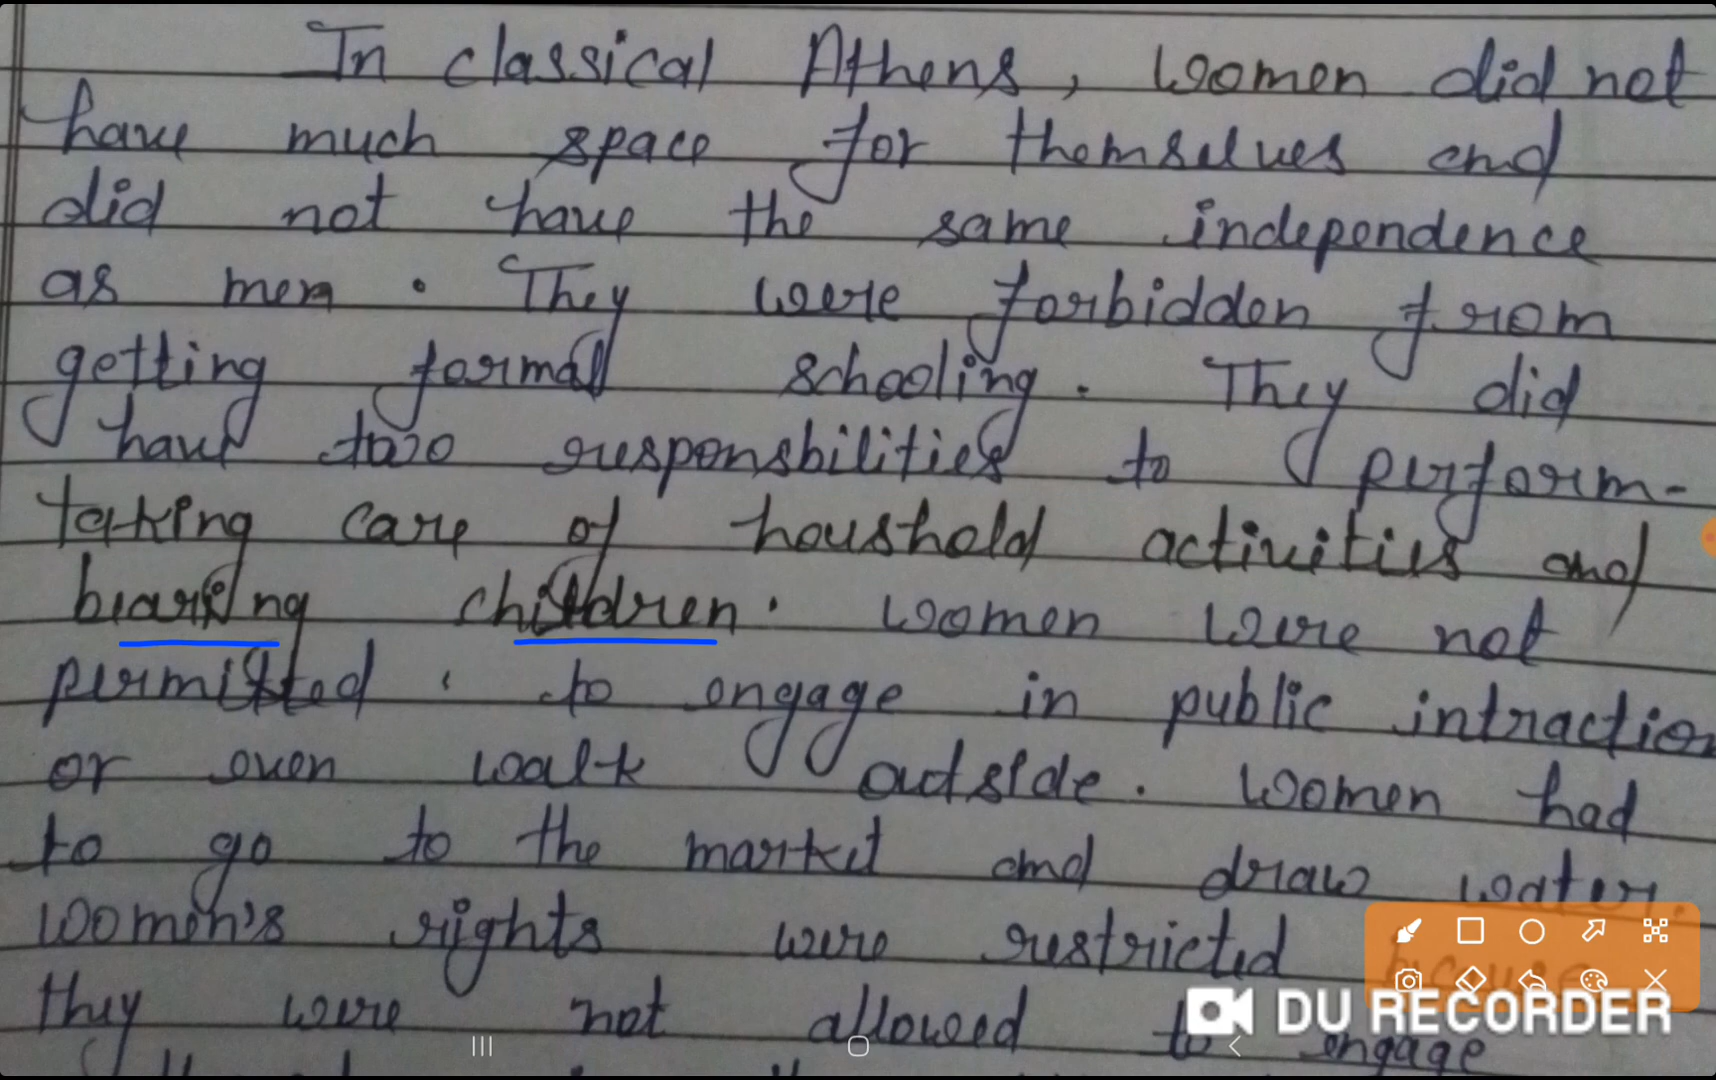 In classical Athens, women did not
have much space for themselves and
did not have the same independence
as men. They were forbidden from
getting formal schooling. They did
have two responsbilities to perform-
taking care of houshold activities and
bearing children. women were not
permitted to engage in public intraction
or even walk outside. women had
to go to the market and draw water.
women's rights were restricted because
they were not allowed to engage
DU RECORDER